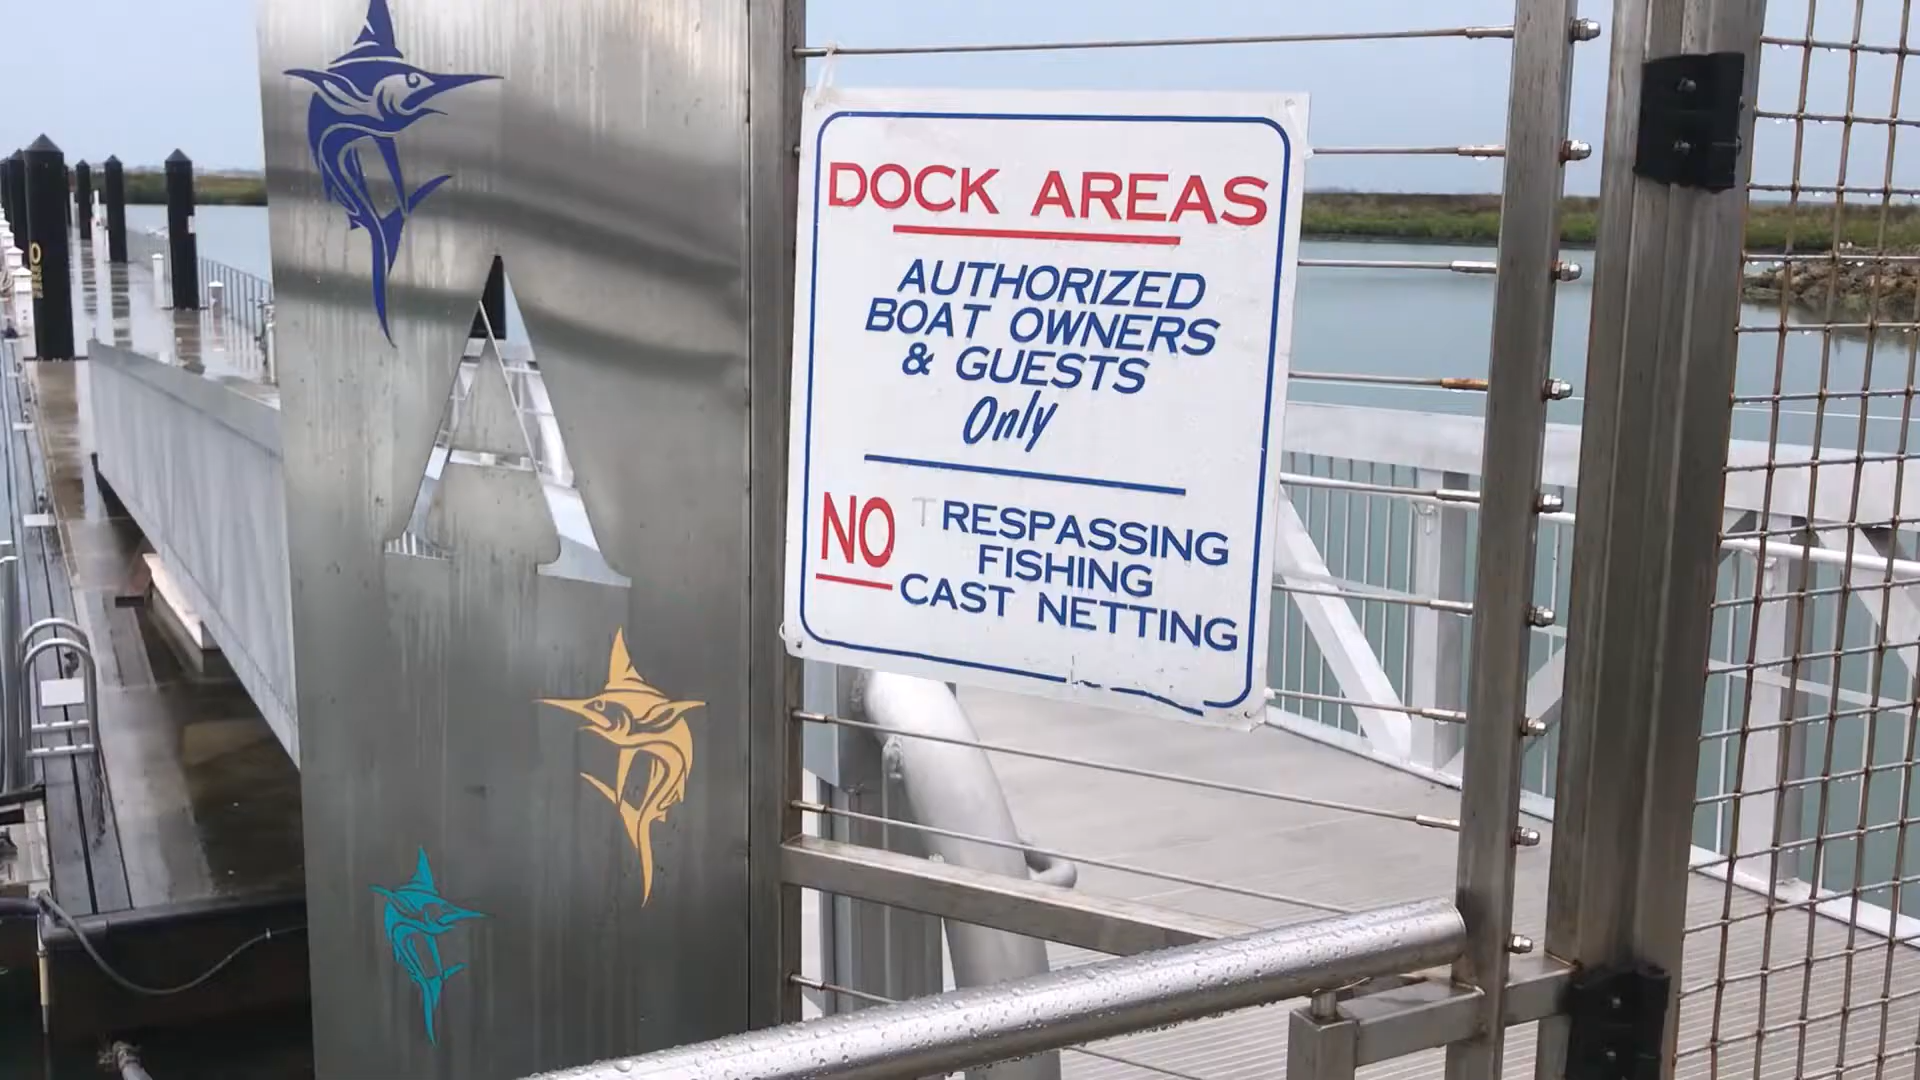 A
DOCK AREAS
AUTHORIZED
BOAT OWNERS
& GUESTS
Only
NO TRESPASSING
FISHING
CAST NETTING